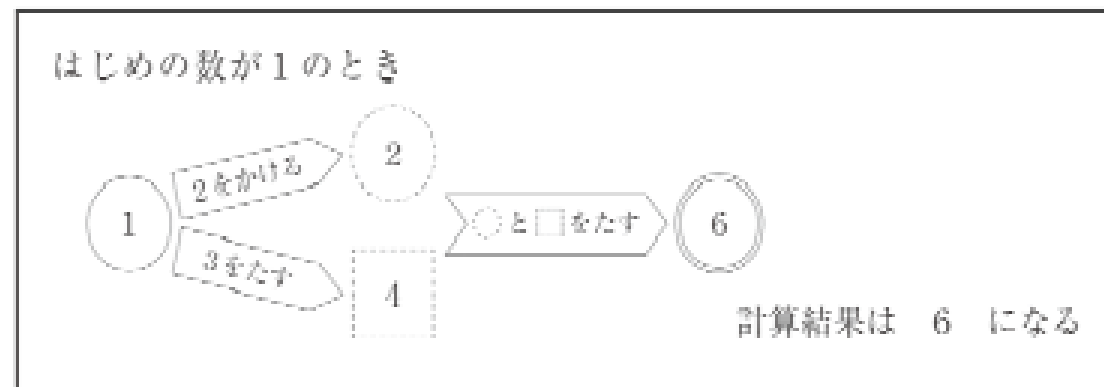 はじめの数が1のとき
2をかける
2
1
○と□をたす
6
3をたす
4
計算結果は 6 になる